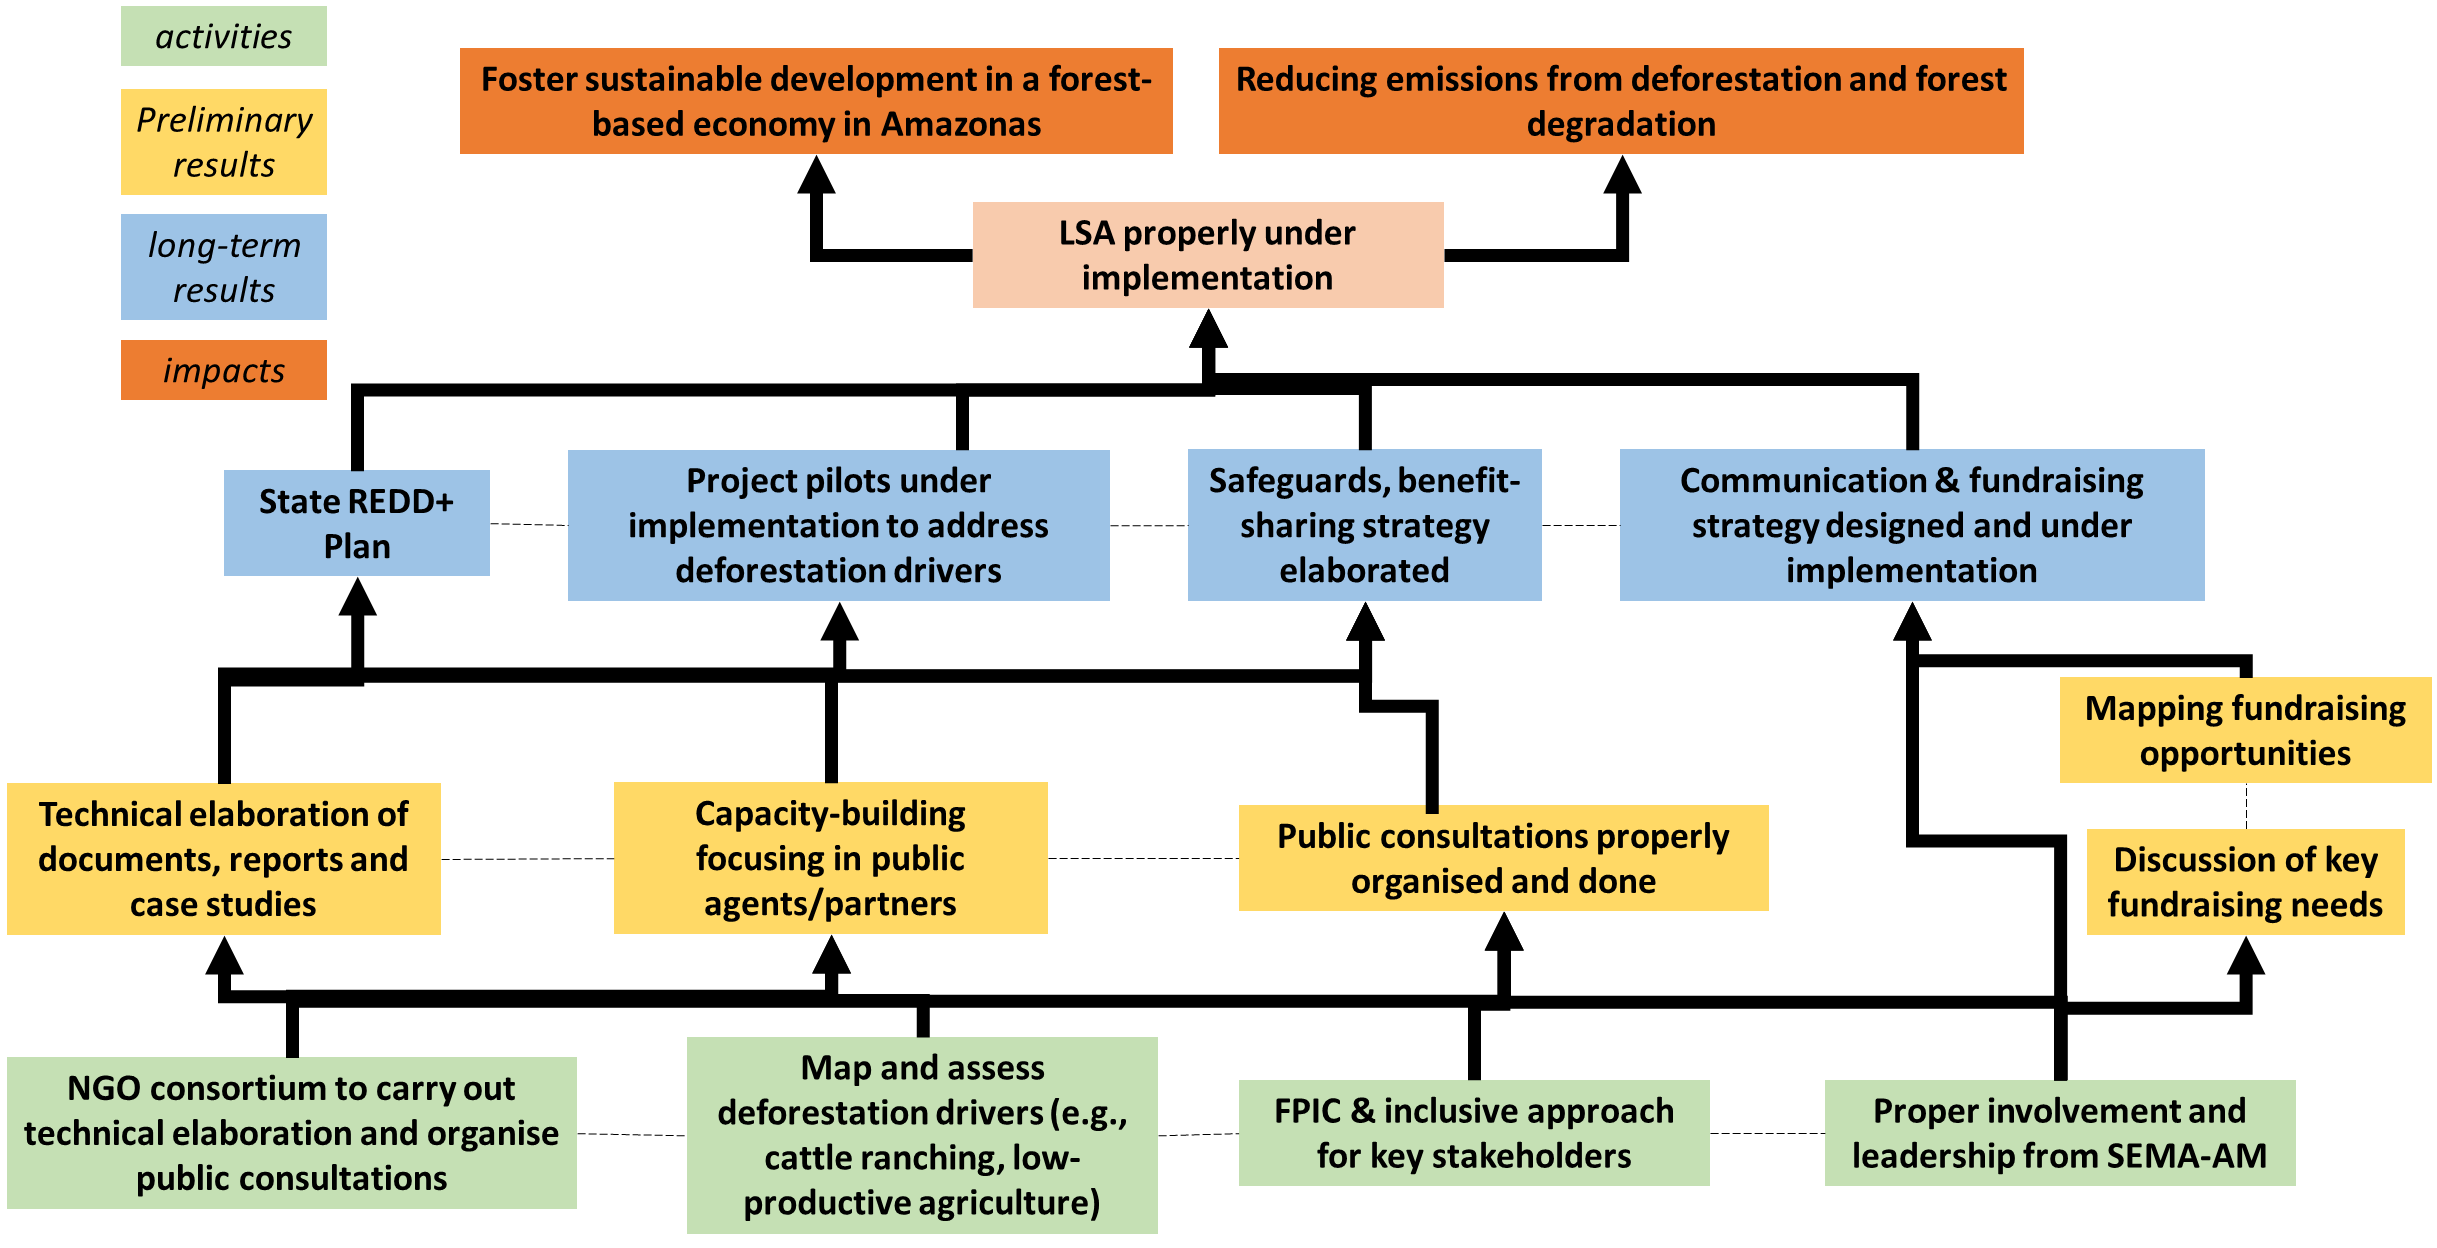 activities
Preliminary
results
long-term
results
impacts
Foster sustainable development in a forest-
based economy in Amazonas
Reducing emissions from deforestation and forest
degradation
LSA properly under
implementation
State REDD+
Plan
Project pilots under
implementation to address
deforestation drivers
Safeguards, benefit-
sharing strategy
elaborated
Communication & fundraising
strategy designed and under
implementation
Mapping fundraising
opportunities
Technical elaboration of
documents, reports and
case studies
Capacity-building
focusing in public
agents/partners
Public consultations properly
organised and done
Discussion of key
fundraising needs
NGO consortium to carry out
technical elaboration and organise
public consultations
Map and assess
deforestation drivers (e.g.,
cattle ranching, low-
productive agriculture)
FPIC & inclusive approach
for key stakeholders
Proper involvement and
leadership from SEMA-AM